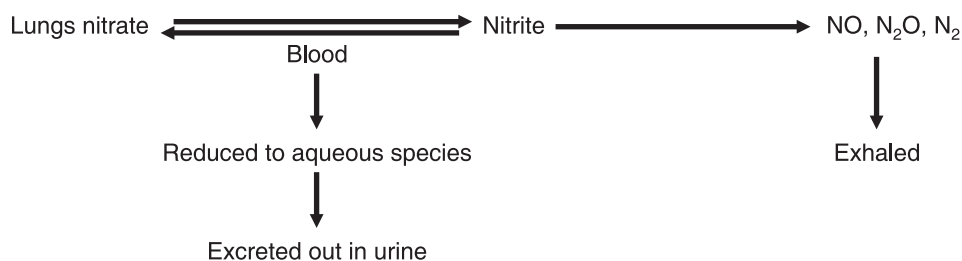 Lungs nitrate
Nitrite
NO, N₂O, N₂
Blood
Reduced to aqueous species
Exhaled
Excreted out in urine